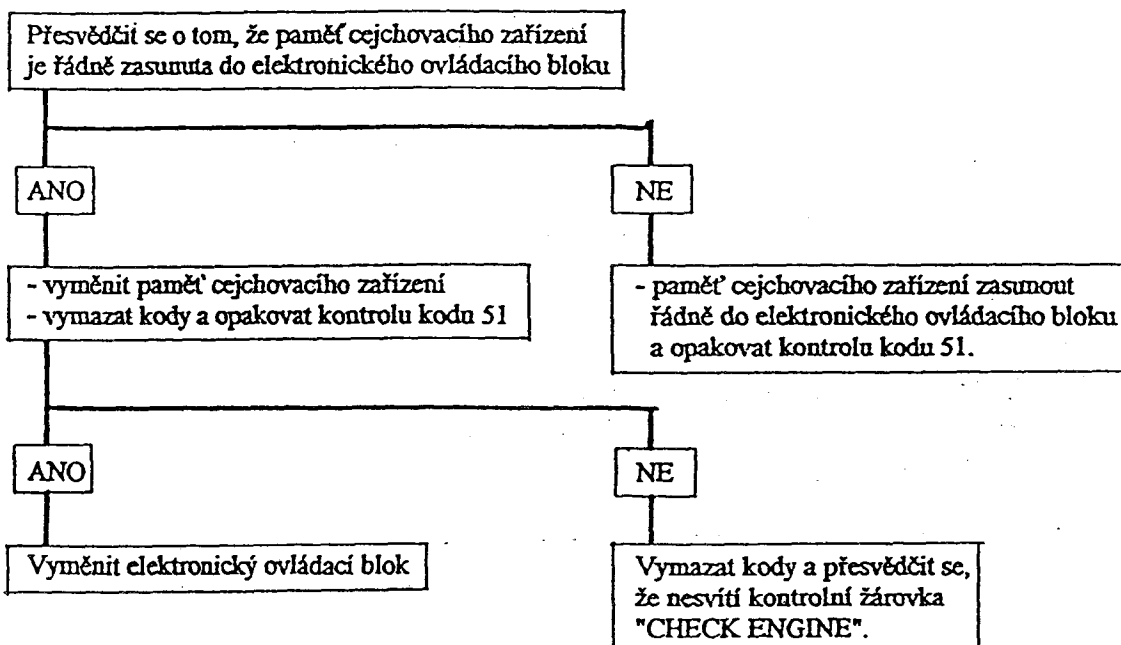 Přesvědčit se o tom, že paměť cejchovacího zařízení
je řádně zasunuta do elektronického ovládacího bloku
ANO
NE
- vyměnit paměť cejchovacího zařízení
- vymazat kody a opakovat kontrolu kodu 51
- paměť cejchovacího zařízení zasunout
řádně do elektronického ovládacího bloku
a opakovat kontrolu kodu 51.
ANO
NE
Vyměnit elektronický ovládací blok
Vymazat kody a přesvědčit se,
že nesvítí kontrolní žárovka
"CHECK ENGINE".